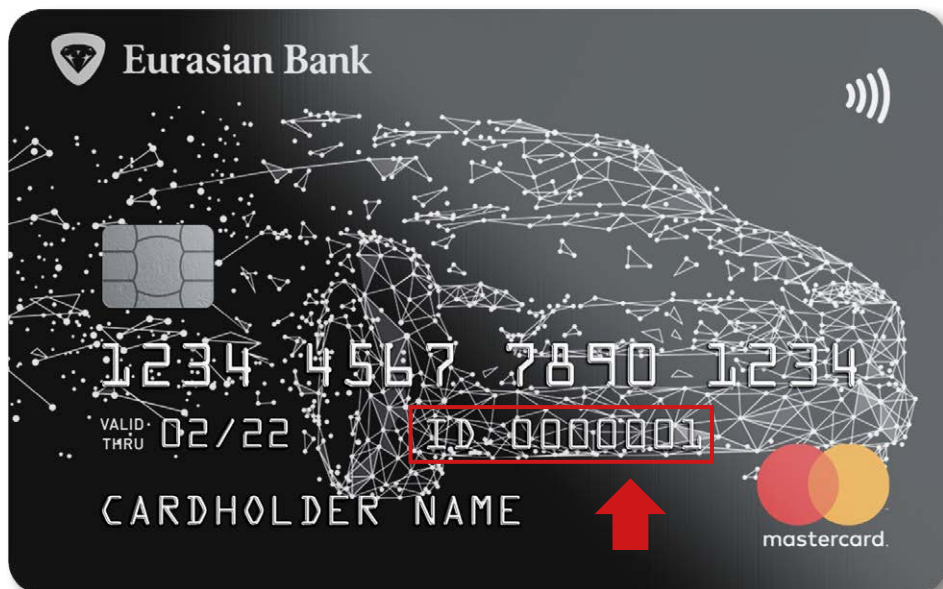 Eurasian Bank
1234 4567 7890 1234
VALID THRU 02/22 ID 0000001
CARDHOLDER NAME
mastercard.